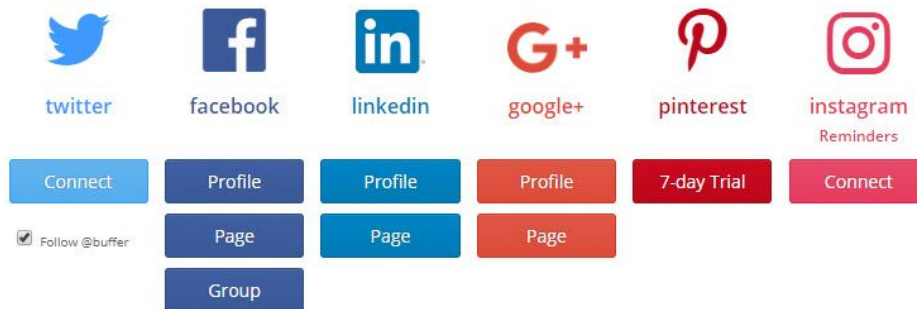 twitter facebook linkedin google+ pinterest instagram
Reminders
Connect Profile Profile Profile 7-day Trial Connect
Follow @buffer Page Page Page
Group